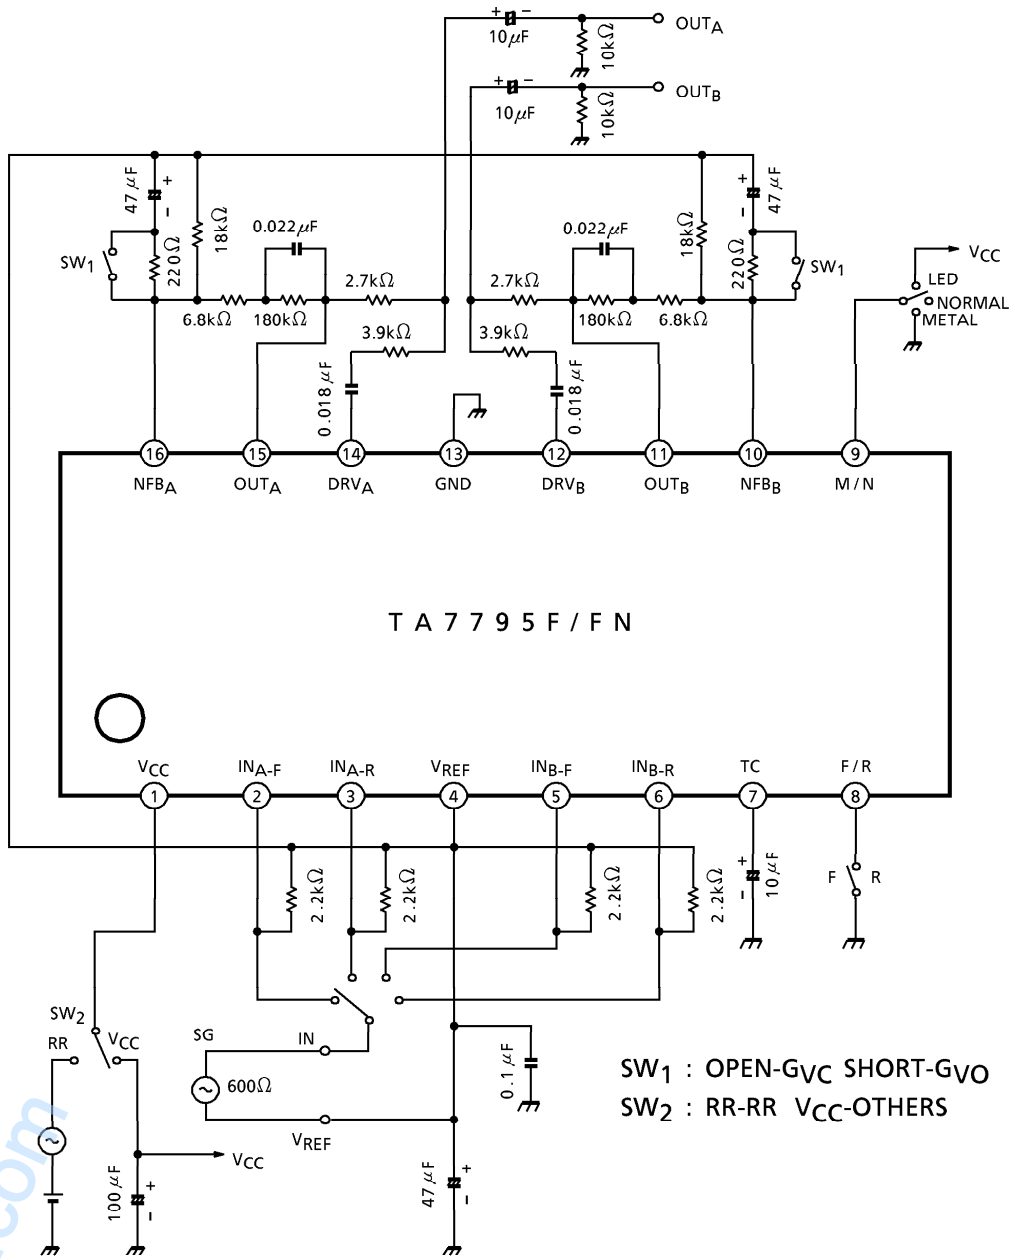 + −
10μF
10kΩ
OUTA
+ −
10μF
10kΩ
OUTB
47μF
+
−
SW1
220Ω
18kΩ
0.022μF
6.8kΩ
180kΩ
2.7kΩ
3.9kΩ
0.018μF
0.022μF
2.7kΩ
180kΩ
6.8kΩ
3.9kΩ
0.018μF
18kΩ
220Ω
+
−
47μF
SW1
VCC
LED
NORMAL
METAL
16 15 14 13 12 11 10 9
NFBA OUTA DRVA GND DRVB OUTB NFBB M/N
TA7795F/FN
VCC INA-F INA-R VREF INB-F INB-R TC F/R
1 2 3 4 5 6 7 8
2.2kΩ
2.2kΩ
2.2kΩ
2.2kΩ
+
−
10μF
F R
SW2
RR
VCC
SG
IN
600Ω
VREF
0.1μF
VCC
100μF
+
−
47μF
+
−
SW1 : OPEN-GVC SHORT-GVO
SW2 : RR-RR VCC-OTHERS
.com